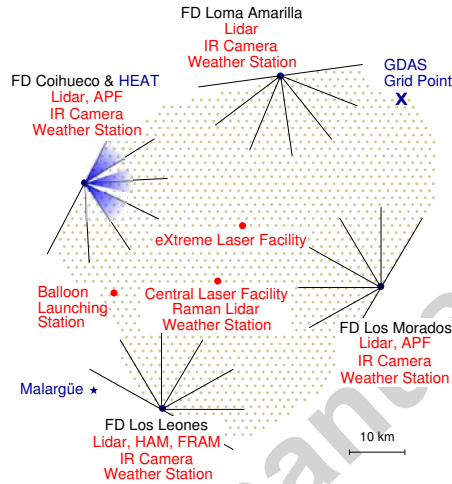 FD Loma Amarilla
Lidar
IR Camera
Weather Station
GDAS
Grid Point
X
FD Coihueco & HEAT
Lidar, APF
IR Camera
Weather Station
eXtreme Laser Facility
Balloon
Launching
Station
Central Laser Facility
Raman Lidar
Weather Station
FD Los Morados
Lidar, APF
IR Camera
Weather Station
Malargüe
FD Los Leones
Lidar, HAM, FRAM
IR Camera
Weather Station
10 km